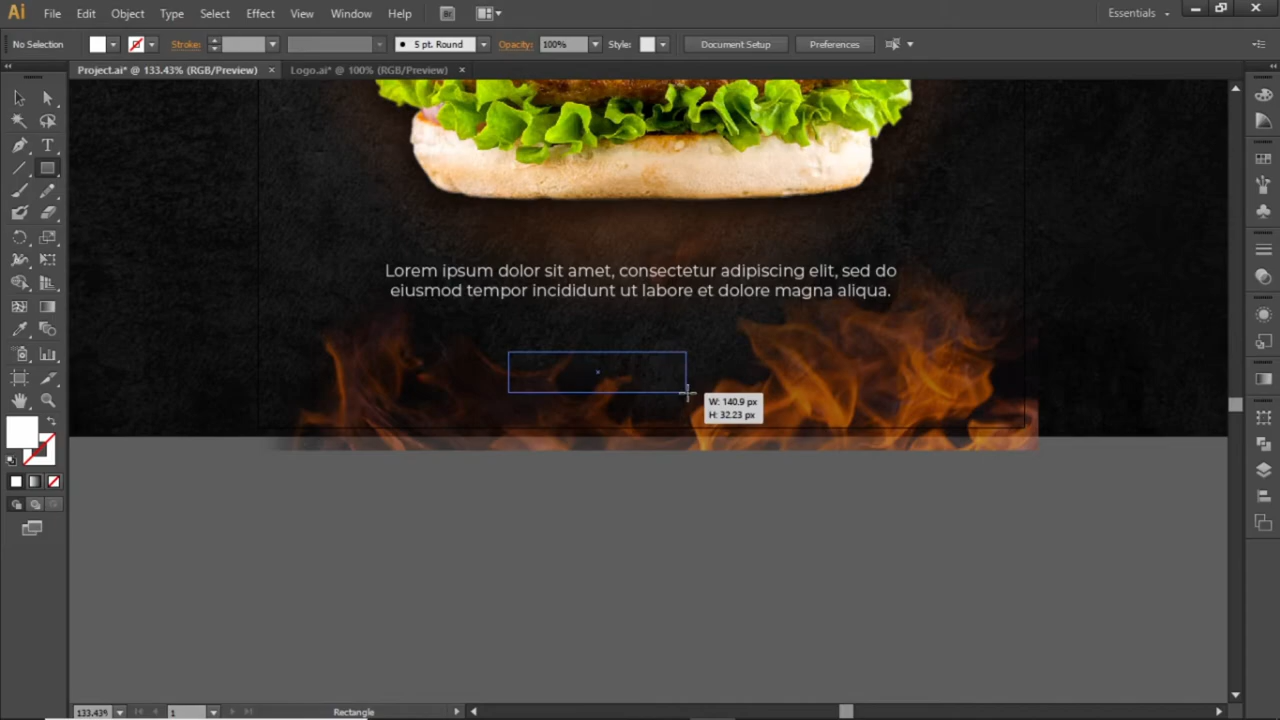 Ai File Edit Object Type Select Effect View Window Help Br Essentials
No Selection Stroke: 5 pt. Round Opacity: 100% Style: Document Setup Preferences
Project.ai* @ 133.43% (RGB/Preview) × Logo.ai* @ 100% (RGB/Preview) ×
Lorem ipsum dolor sit amet, consectetur adipiscing elit, sed do
eiusmod tempor incididunt ut labore et dolore magna aliqua.
W: 140.9 px
H: 32.23 px
133.43% 1 Rectangle